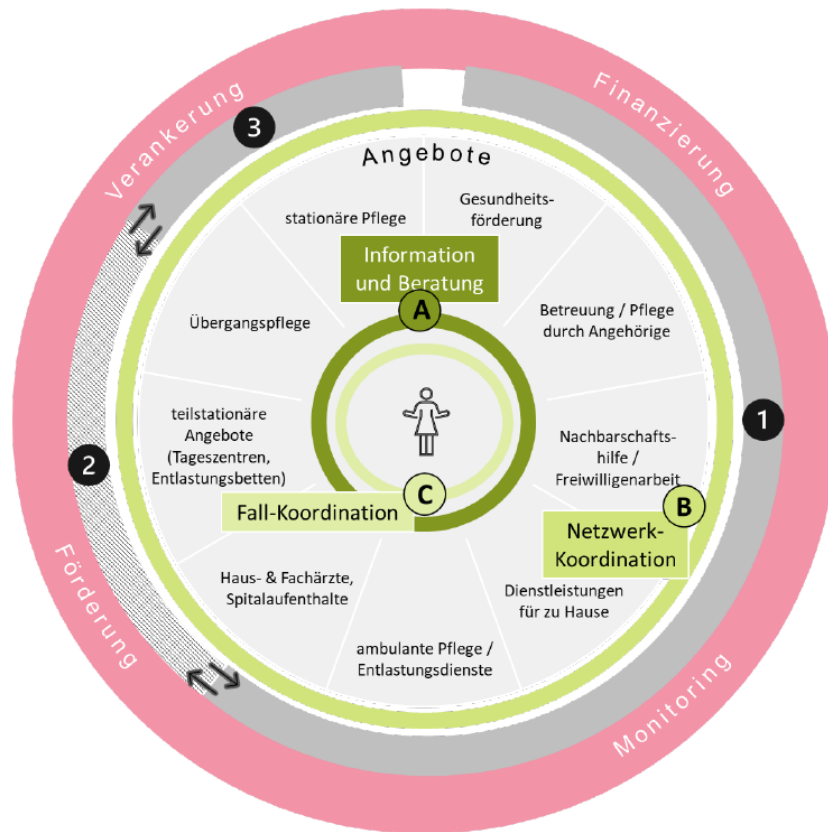 Verankerung
Finanzierung
3
Angebote
stationäre Pflege
Gesundheits-
förderung
Information
und Beratung
A
Übergangspflege
Betreuung / Pflege
durch Angehörige
teilstationäre
Angebote
(Tageszentren,
Entlastungsbetten)
1
2
Nachbarschafts-
hilfe /
Freiwilligenarbeit
C
Fall-Koordination
B
Netzwerk-
Koordination
Haus- & Fachärzte,
Spitalaufenthalte
Dienstleistungen
für zu Hause
ambulante Pflege /
Entlastungsdienste
Förderung
Monitoring